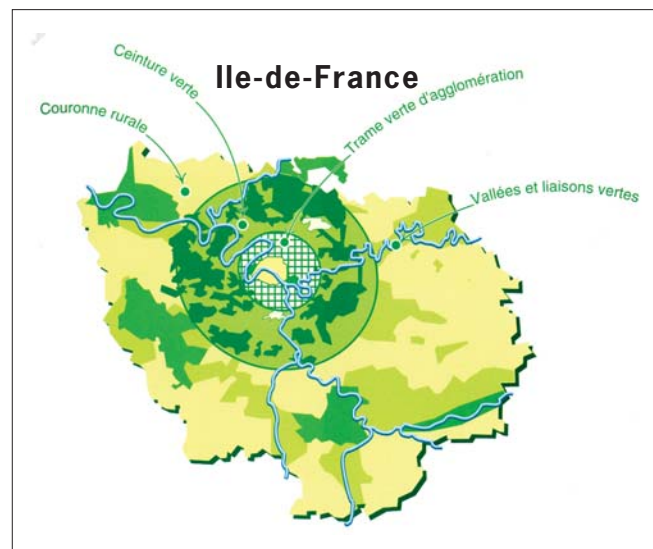 Ile-de-France
Ceinture verte
Couronne rurale
Trame verte d'agglomération
Vallées et liaisons vertes